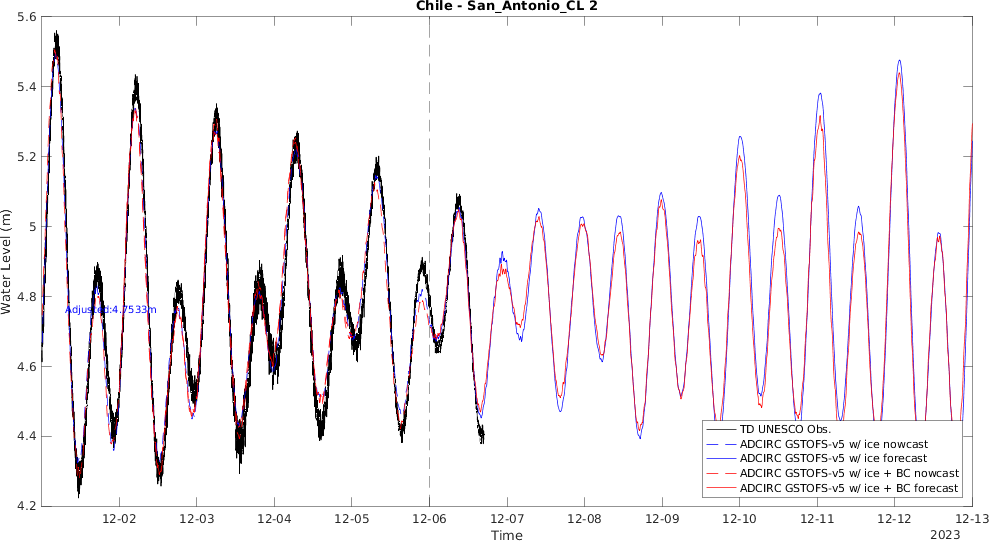 Chile - San_Antonio_CL 2
5.6
5.4
5.2
5
4.8
4.6
4.4
4.2
Water Level (m)
Adjusted:4.7533m
TD UNESCO Obs.
ADCIRC GSTOFS-v5 w/ ice nowcast
ADCIRC GSTOFS-v5 w/ ice forecast
ADCIRC GSTOFS-v5 w/ ice + BC nowcast
ADCIRC GSTOFS-v5 w/ ice + BC forecast
12-02 12-03 12-04 12-05 12-06 12-07 12-08 12-09 12-10 12-11 12-12 12-13
Time
2023